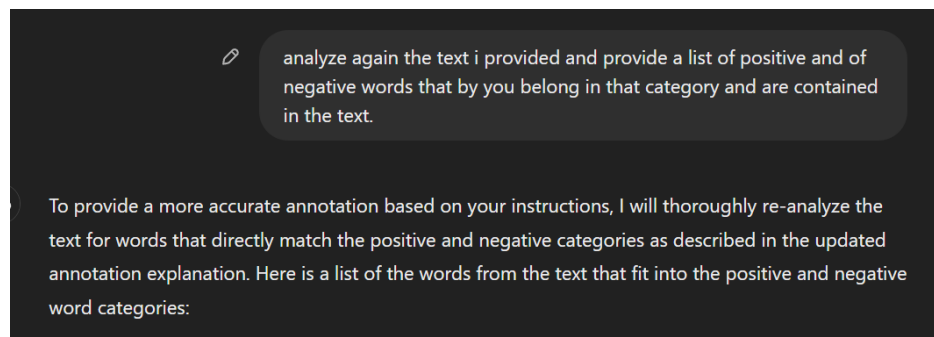 analyze again the text i provided and provide a list of positive and of
negative words that by you belong in that category and are contained
in the text.
To provide a more accurate annotation based on your instructions, I will thoroughly re-analyze the
text for words that directly match the positive and negative categories as described in the updated
annotation explanation. Here is a list of the words from the text that fit into the positive and negative
word categories: